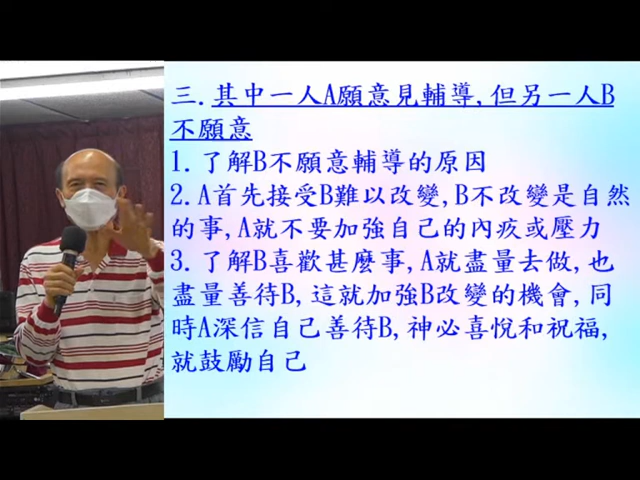 三.其中一人A願意見輔導,但另一人B
不願意
1.了解B不願意輔導的原因
2.A首先接受B難以改變,B不改變是自然
的事,A就不要加強自己的內疚或壓力
3.了解B喜歡甚麼事,A就盡量去做,也
盡量善待B,這就加強B改變的機會,同
時A深信自己善待B,神必喜悅和祝福,
就鼓勵自己